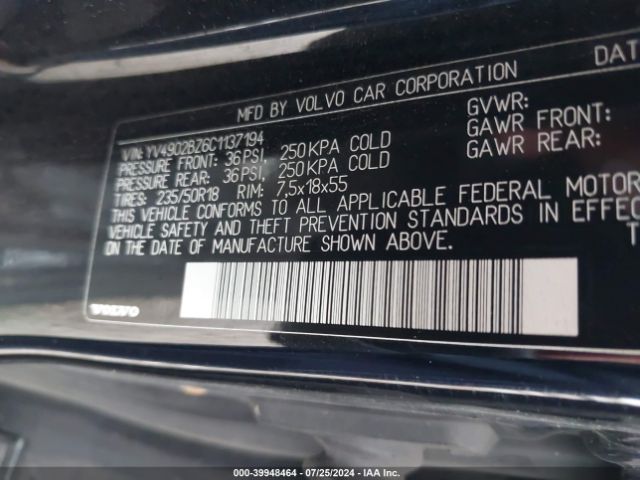 MFD BY VOLVO CAR CORPORATION DAT
VIN: YV4902BZ6C1137194 GVWR:
PRESSURE FRONT: 36PSI, 250KPA COLD GAWR FRONT:
PRESSURE REAR: 36PSI, 250KPA COLD GAWR REAR:
TIRES: 235/50R18 RIM: 7,5x18x55
THIS VEHICLE CONFORMS TO ALL APPLICABLE FEDERAL MOTOR
VEHICLE SAFETY AND THEFT PREVENTION STANDARDS IN EFFEC
ON THE DATE OF MANUFACTURE SHOWN ABOVE. T
VOLVO
000-39948464 - 07/25/2024 - IAA Inc.